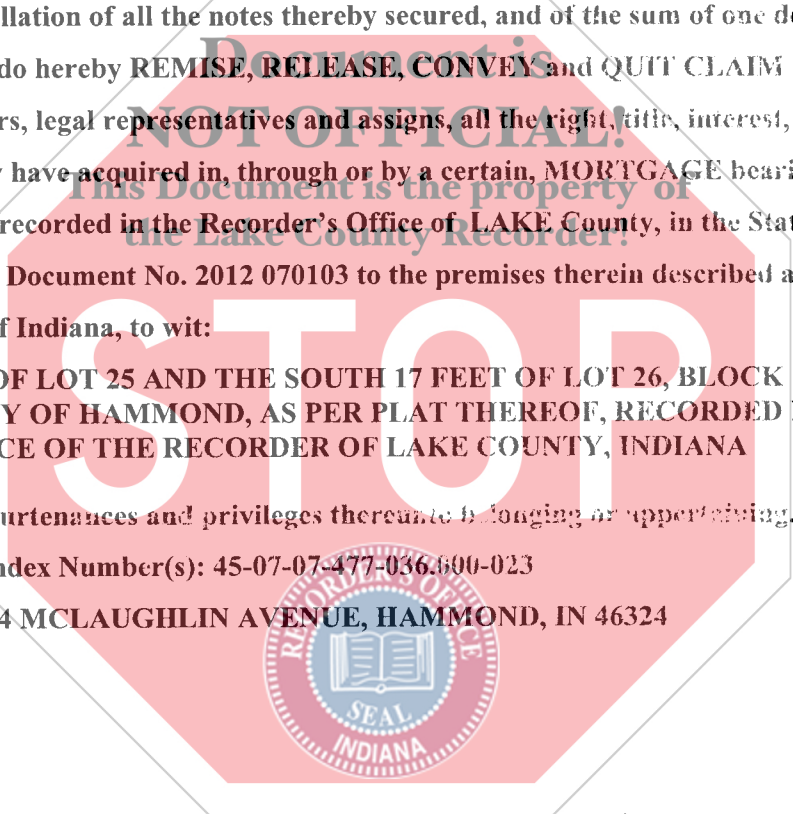 llation of all the notes thereby secured, and of the sum of one d
Document is
do hereby REMISE, RELEASE, CONVEY and QUIT CLAIM
NOT OFFICIAL!
rs, legal representatives and assigns, all the right, title, interest,
have acquired in, through or by a certain, MORTGAGE beari
This Document is the property of
recorded in the Recorder's Office of LAKE County, in the Stat
the Lake County Recorder!
Document No. 2012 070103 to the premises therein described a
f Indiana, to wit:
STOP
OF LOT 25 AND THE SOUTH 17 FEET OF LOT 26, BLOCK
Y OF HAMMOND, AS PER PLAT THEREOF, RECORDED
CE OF THE RECORDER OF LAKE COUNTY, INDIANA
urtenances and privileges thereunto belonging or appertaining.
ndex Number(s): 45-07-07-477-036.000-023
4 MCLAUGHLIN AVENUE, HAMMOND, IN 46324
RECORDER'S OFFICE
SEAL
INDIANA